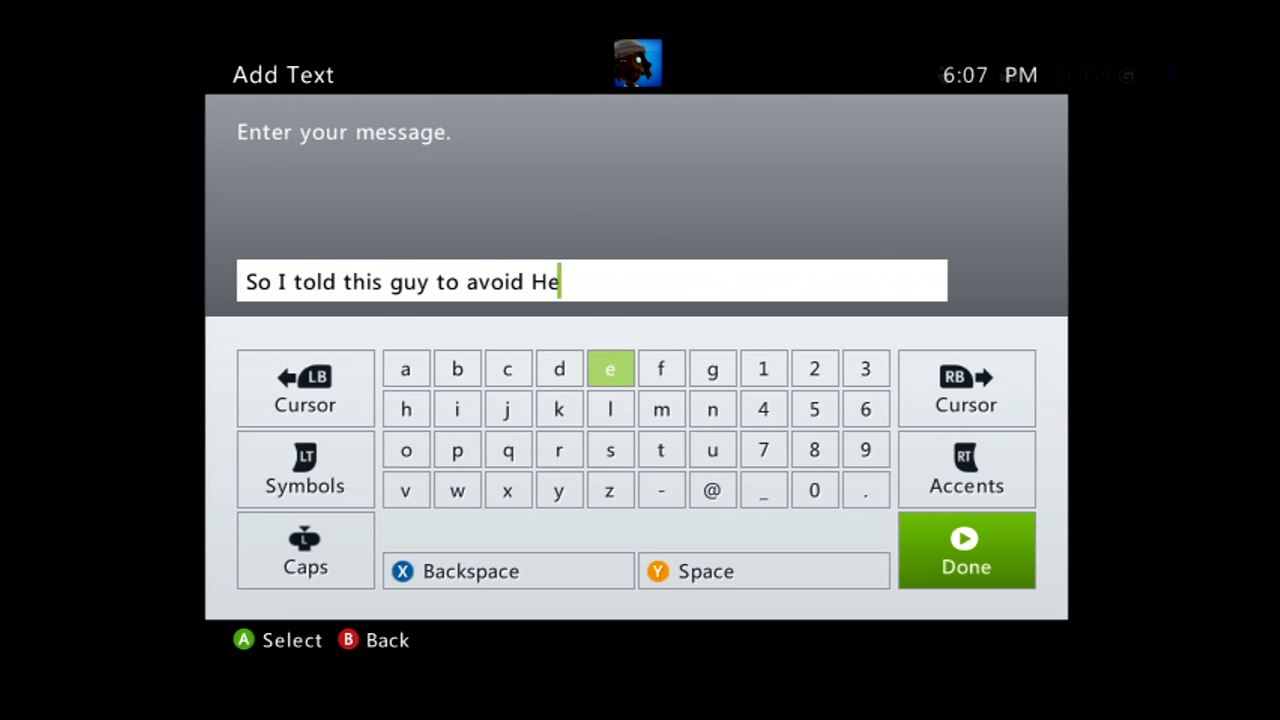 Add Text
6:07 PM
Enter your message.
So I told this guy to avoid He
LB
Cursor
a b c d e f g 1 2 3
RB
Cursor
h i j k l m n 4 5 6
LT
Symbols
o p q r s t u 7 8 9
RT
Accents
v w x y z - @ _ 0 .
L
Caps
X Backspace
Y Space
Done
A Select B Back